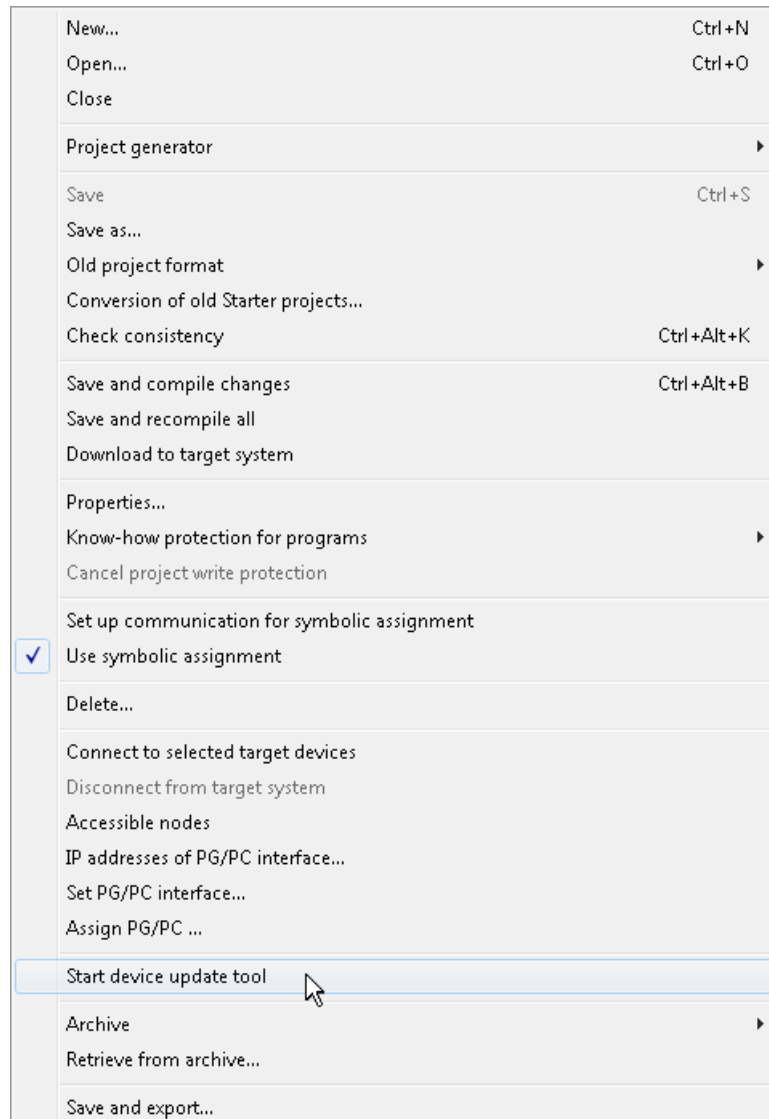 New... Ctrl+N
Open... Ctrl+O
Close
Project generator
Save Ctrl+S
Save as...
Old project format
Conversion of old Starter projects...
Check consistency Ctrl+Alt+K
Save and compile changes Ctrl+Alt+B
Save and recompile all
Download to target system
Properties...
Know-how protection for programs
Cancel project write protection
Set up communication for symbolic assignment
Use symbolic assignment
Delete...
Connect to selected target devices
Disconnect from target system
Accessible nodes
IP addresses of PG/PC interface...
Set PG/PC interface...
Assign PG/PC ...
Start device update tool
Archive
Retrieve from archive...
Save and export...